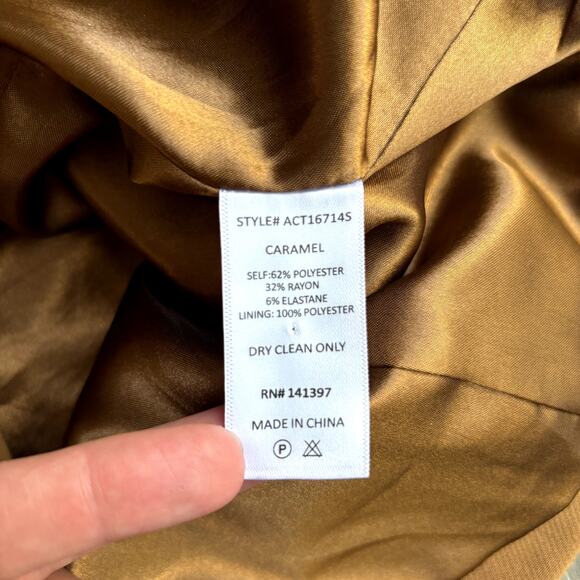 STYLE# ACT16714S
CARAMEL
SELF:62% POLYESTER
32% RAYON
6% ELASTANE
LINING: 100% POLYESTER
DRY CLEAN ONLY
RN# 141397
MADE IN CHINA
P